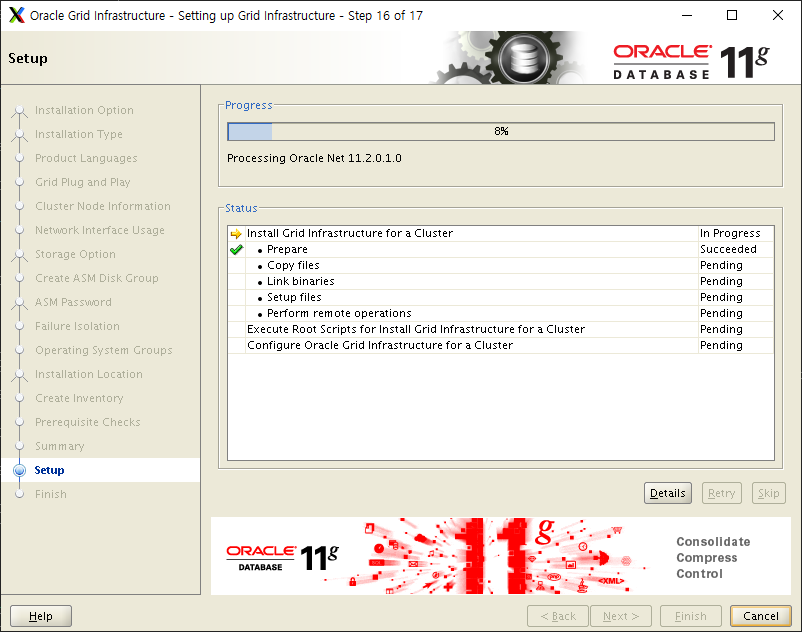 Oracle Grid Infrastructure - Setting up Grid Infrastructure - Step 16 of 17
Setup
ORACLE
DATABASE 11g
Installation Option
Installation Type
Product Languages
Grid Plug and Play
Cluster Node Information
Network Interface Usage
Storage Option
Create ASM Disk Group
ASM Password
Failure Isolation
Operating System Groups
Installation Location
Create Inventory
Prerequisite Checks
Summary
Setup
Finish
Progress
8%
Processing Oracle Net 11.2.0.1.0
Status
Install Grid Infrastructure for a Cluster In Progress
• Prepare Succeeded
• Copy files Pending
• Link binaries Pending
• Setup files Pending
• Perform remote operations Pending
Execute Root Scripts for Install Grid Infrastructure for a Cluster Pending
Configure Oracle Grid Infrastructure for a Cluster Pending
Details Retry Skip
ORACLE
DATABASE 11g
11g
<XML>
Consolidate
Compress
Control
Help < Back Next > Finish Cancel